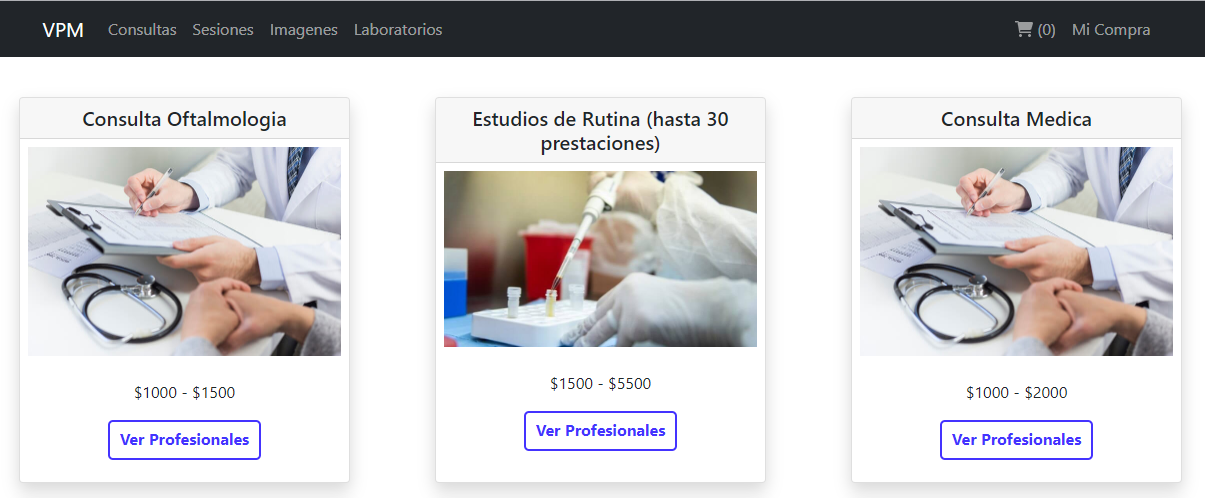 VPM Consultas Sesiones Imagenes Laboratorios (0) Mi Compra
Consulta Oftalmologia
$1000 - $1500
Ver Profesionales
Estudios de Rutina (hasta 30
prestaciones)
$1500 - $5500
Ver Profesionales
Consulta Medica
$1000 - $2000
Ver Profesionales